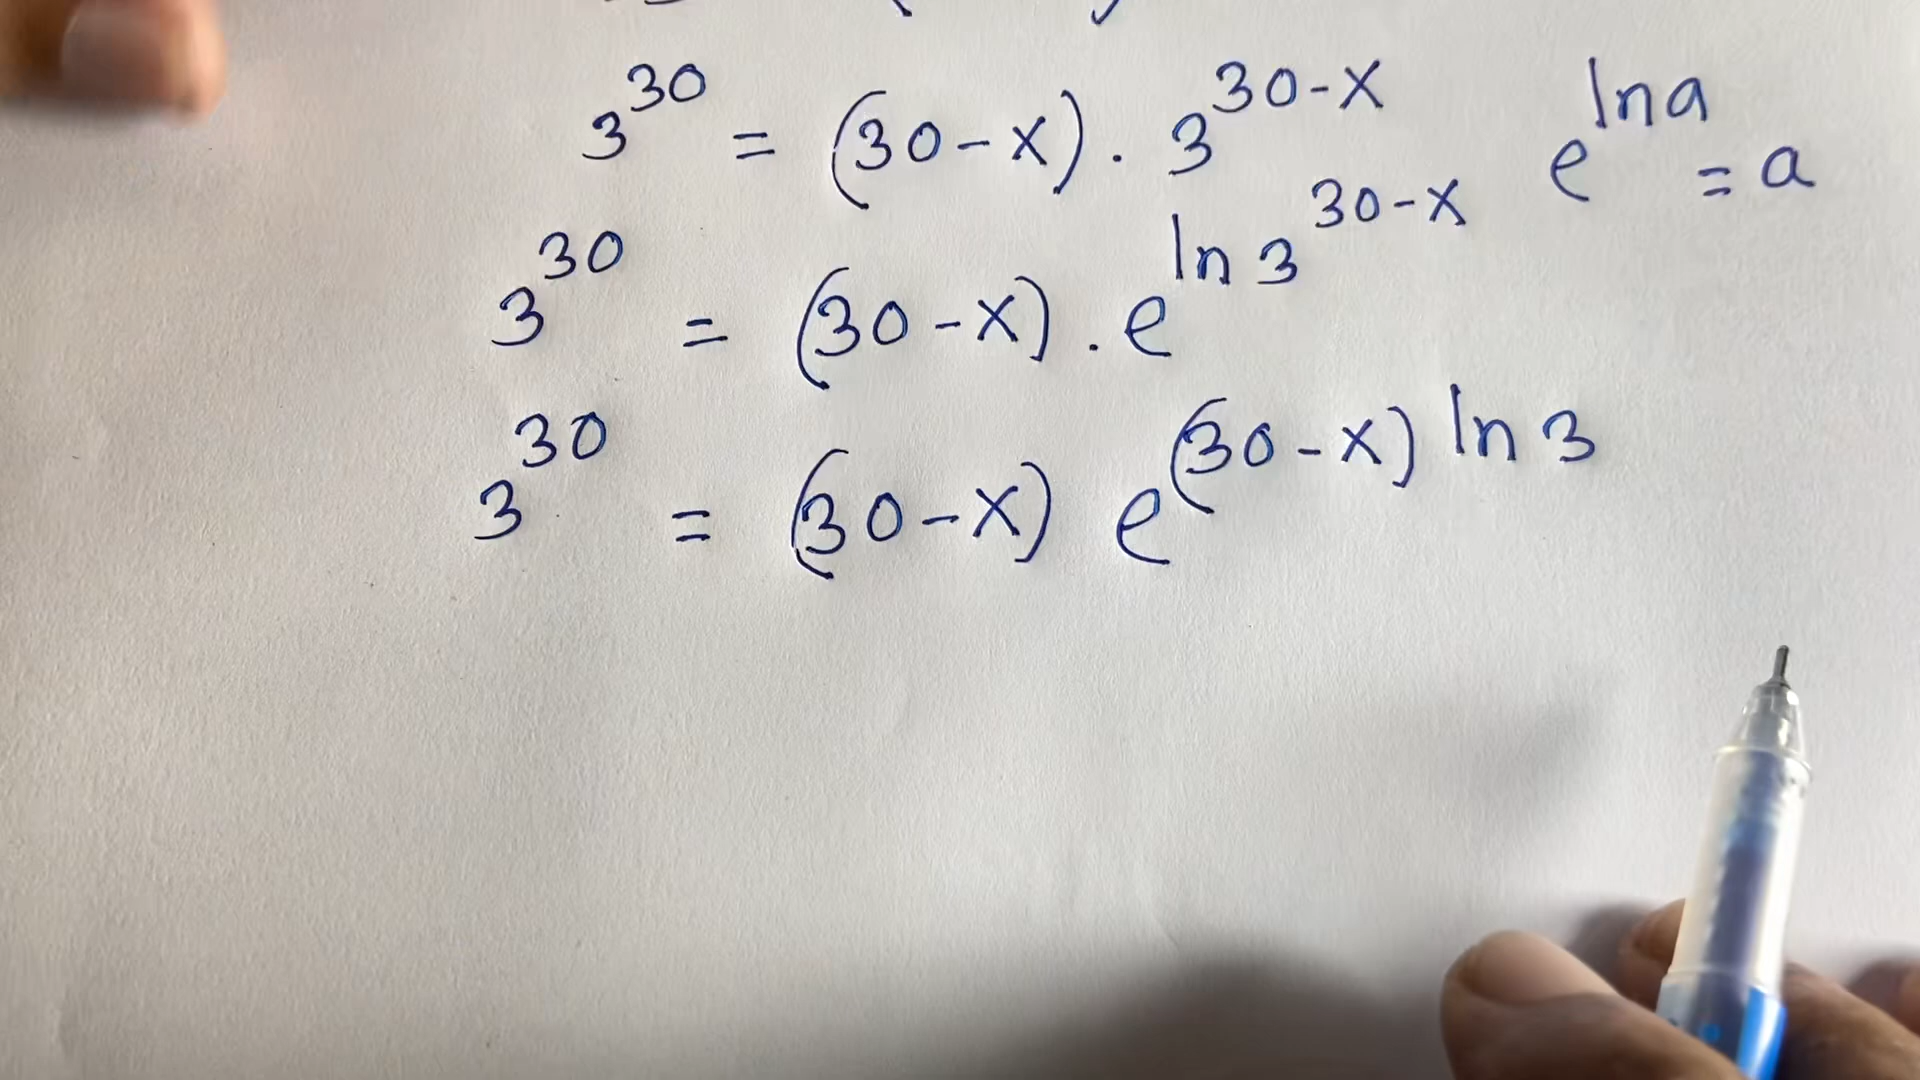 3^30 = (30-x) . 3^30-x e^ln a = a
3^30 = (30-x) . e^ln 3^30-x
3^30 = (30-x) e^(30-x) ln 3